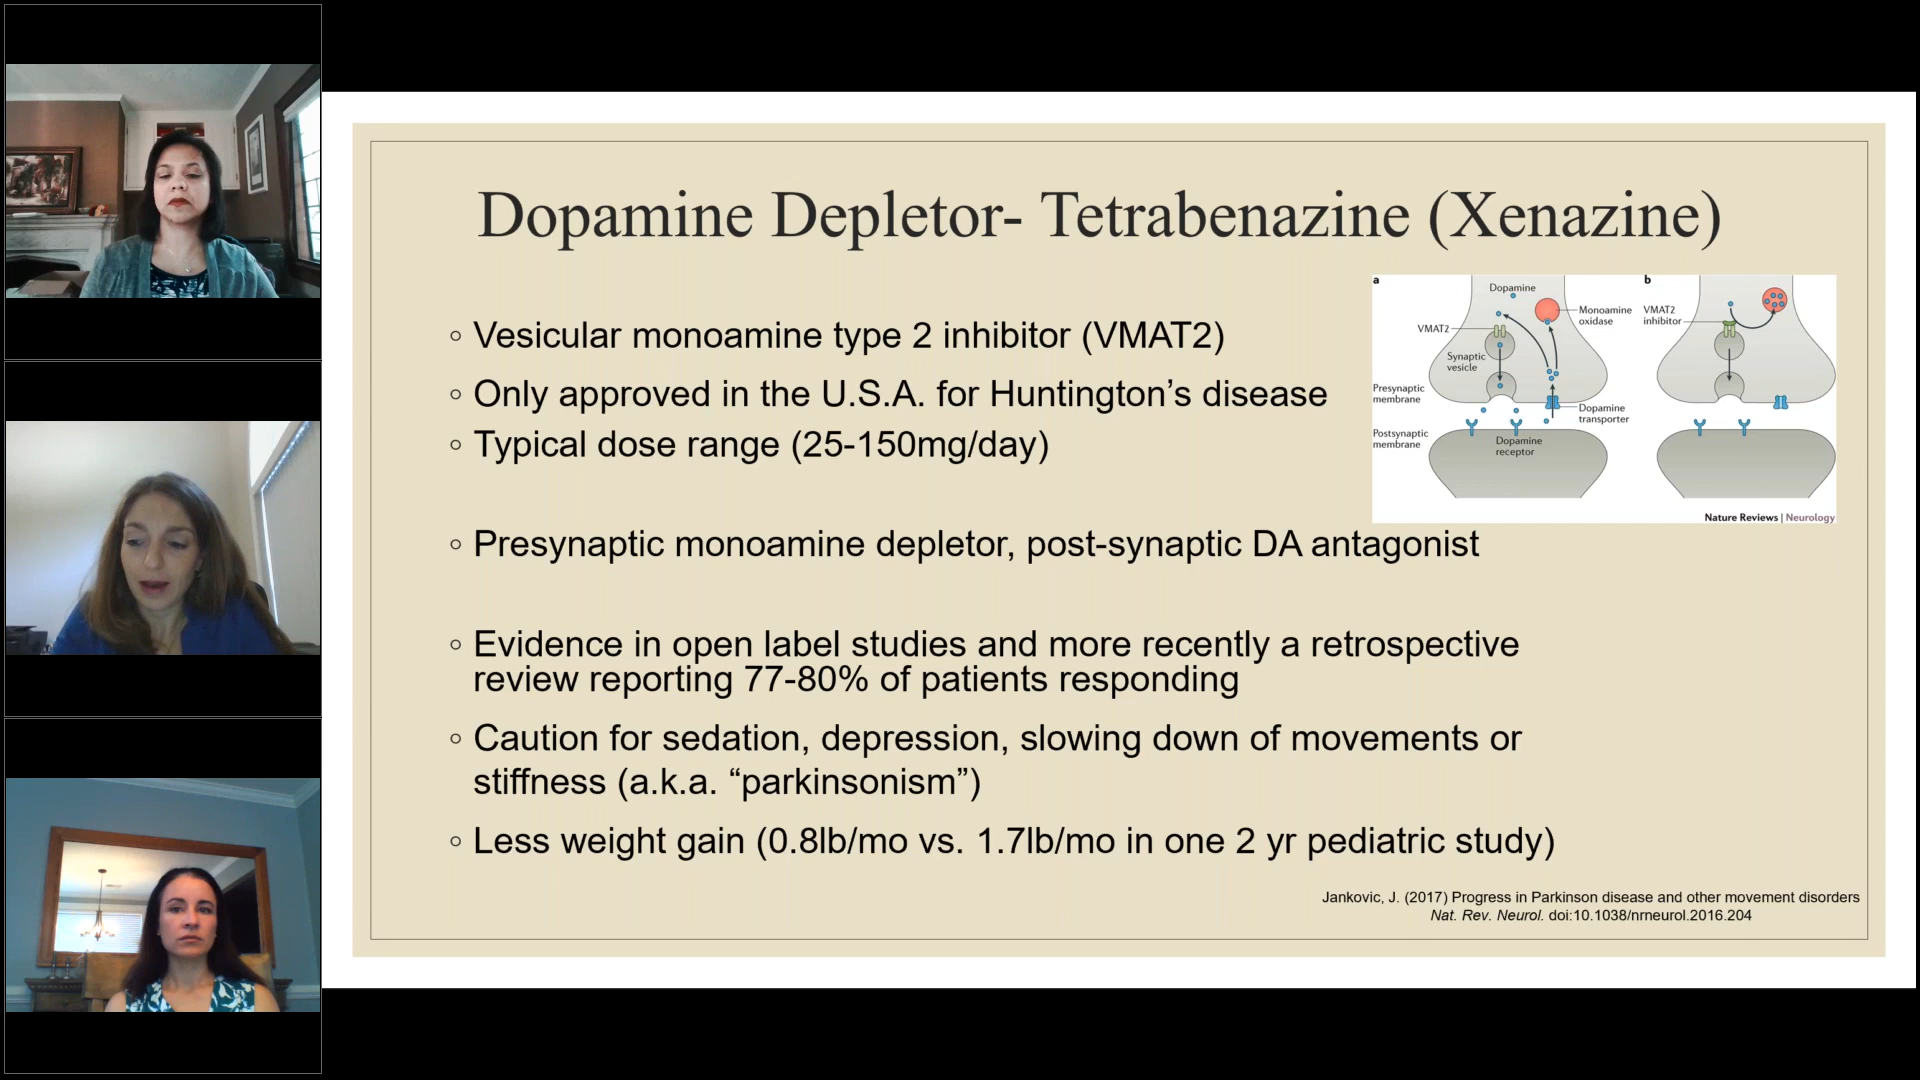 Dopamine Depletor- Tetrabenazine (Xenazine)
◦ Vesicular monoamine type 2 inhibitor (VMAT2)
◦ Only approved in the U.S.A. for Huntington’s disease
◦ Typical dose range (25-150mg/day)
a
Dopamine
Monoamine
oxidase
VMAT2
Synaptic
vesicle
Presynaptic
membrane
Dopamine
transporter
Postsynaptic
membrane
Dopamine
receptor
b
VMAT2
inhibitor
Nature Reviews | Neurology
◦ Presynaptic monoamine depletor, post-synaptic DA antagonist
◦ Evidence in open label studies and more recently a retrospective
review reporting 77-80% of patients responding
◦ Caution for sedation, depression, slowing down of movements or
stiffness (a.k.a. “parkinsonism”)
◦ Less weight gain (0.8lb/mo vs. 1.7lb/mo in one 2 yr pediatric study)
Jankovic, J. (2017) Progress in Parkinson disease and other movement disorders
Nat. Rev. Neurol. doi:10.1038/nrneurol.2016.204